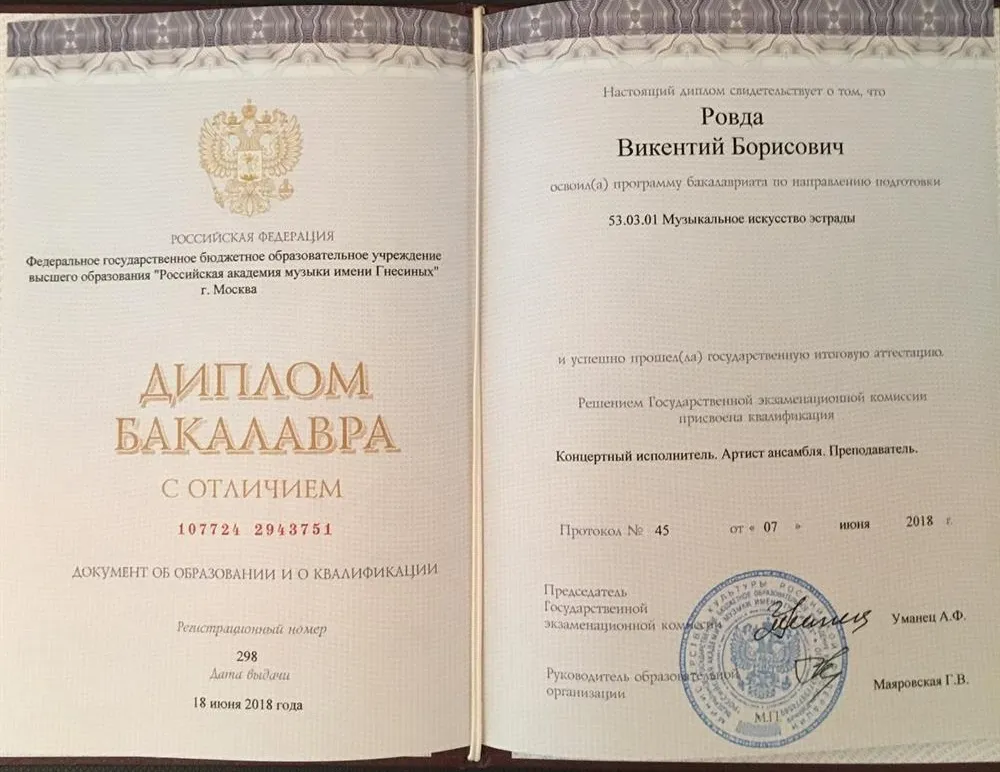 РОССИЙСКАЯ ФЕДЕРАЦИЯ
Федеральное государственное бюджетное образовательное учреждение
высшего образования "Российская академия музыки имени Гнесиных"
г. Москва
ДИПЛОМ
БАКАЛАВРА
С ОТЛИЧИЕМ
107724 2943751
ДОКУМЕНТ ОБ ОБРАЗОВАНИИ И О КВАЛИФИКАЦИИ
Регистрационный номер
298
Дата выдачи
18 июня 2018 года
Настоящий диплом свидетельствует о том, что
Ровда
Викентий Борисович
освоил(а) программу бакалавриата по направлению подготовки
53.03.01 Музыкальное искусство эстрады
и успешно прошел(ла) государственную итоговую аттестацию.
Решением Государственной экзаменационной комиссии
присвоена квалификация
Концертный исполнитель. Артист ансамбля. Преподаватель.
Протокол № 45 от « 07 » июня 2018 г.
Председатель
Государственной
экзаменационной комиссии Уманец А.Ф.
Руководитель образовательной
организации Маяровская Г.В.
М.П.